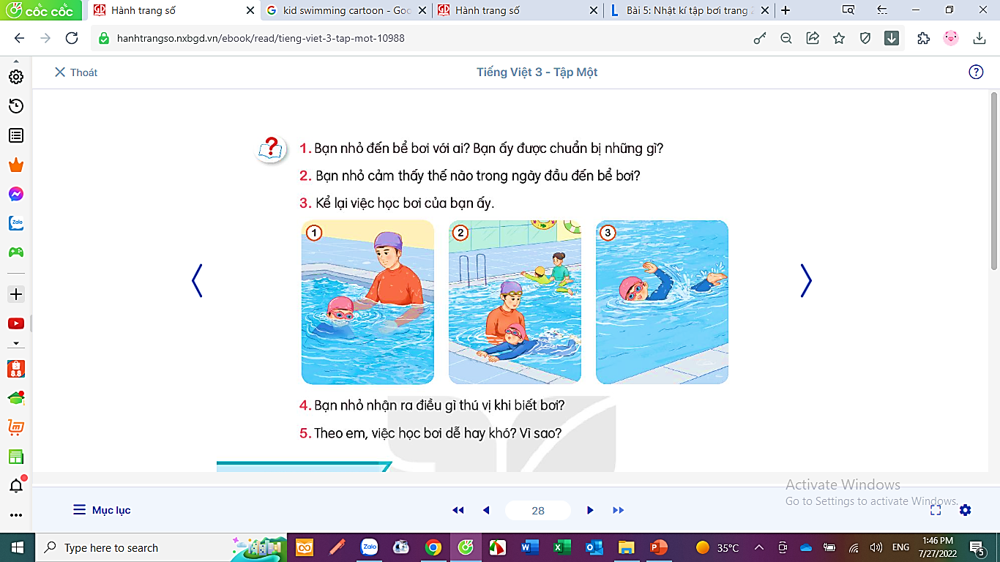 cốc cốc
Hành trang số
kid swimming cartoon - Goo
Hành trang số
Bài 5: Nhật kí tập bơi trang 2
hanhtrangso.nxbgd.vn/ebook/read/tieng-viet-3-tap-mot-10988
Thoát
Tiếng Việt 3 - Tập Một
?
1. Bạn nhỏ đến bể bơi với ai? Bạn ấy được chuẩn bị những gì?
2. Bạn nhỏ cảm thấy thế nào trong ngày đầu đến bể bơi?
3. Kể lại việc học bơi của bạn ấy.
1
2
3
4. Bạn nhỏ nhận ra điều gì thú vị khi biết bơi?
5. Theo em, việc học bơi dễ hay khó? Vì sao?
Zalo
8.8
Activate Windows
Go to Settings to activate Windows.
Mục lục
28
Type here to search
Zalo
35°C
ENG
1:46 PM
7/27/2022
5